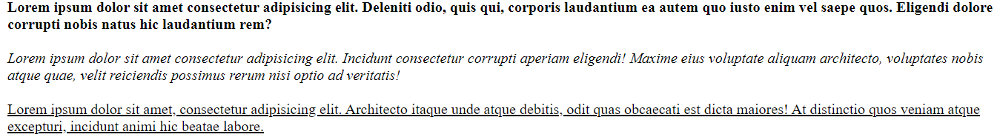 Lorem ipsum dolor sit amet consectetur adipisicing elit. Deleniti odio, quis qui, corporis laudantium ea autem quo iusto enim vel saepe quos. Eligendi dolore
corrupti nobis natus hic laudantium rem?
Lorem ipsum dolor sit amet consectetur adipisicing elit. Incidunt consectetur corrupti aperiam eligendi! Maxime eius voluptate aliquam architecto, voluptates nobis
atque quae, velit reiciendis possimus rerum nisi optio ad veritatis!
Lorem ipsum dolor sit amet, consectetur adipisicing elit. Architecto itaque unde atque debitis, odit quas obcaecati est dicta maiores! At distinctio quos veniam atque
excepturi, incidunt animi hic beatae labore.